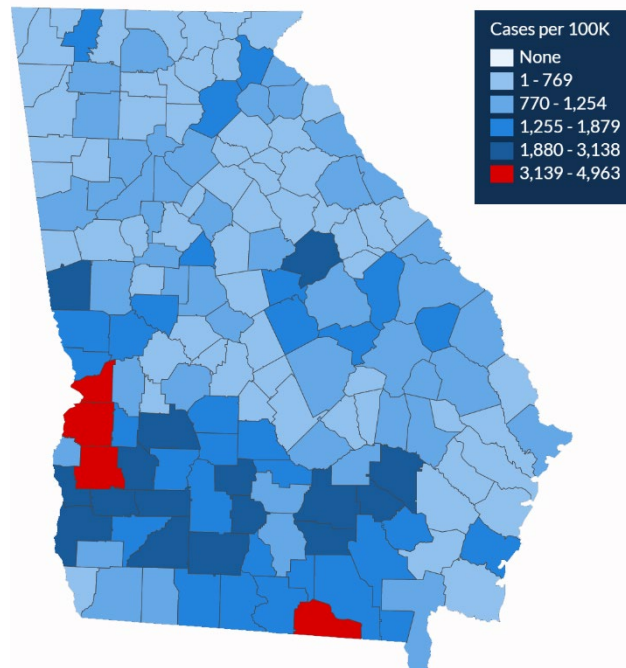 Cases per 100K
None
1 - 769
770 - 1,254
1,255 - 1,879
1,880 - 3,138
3,139 - 4,963